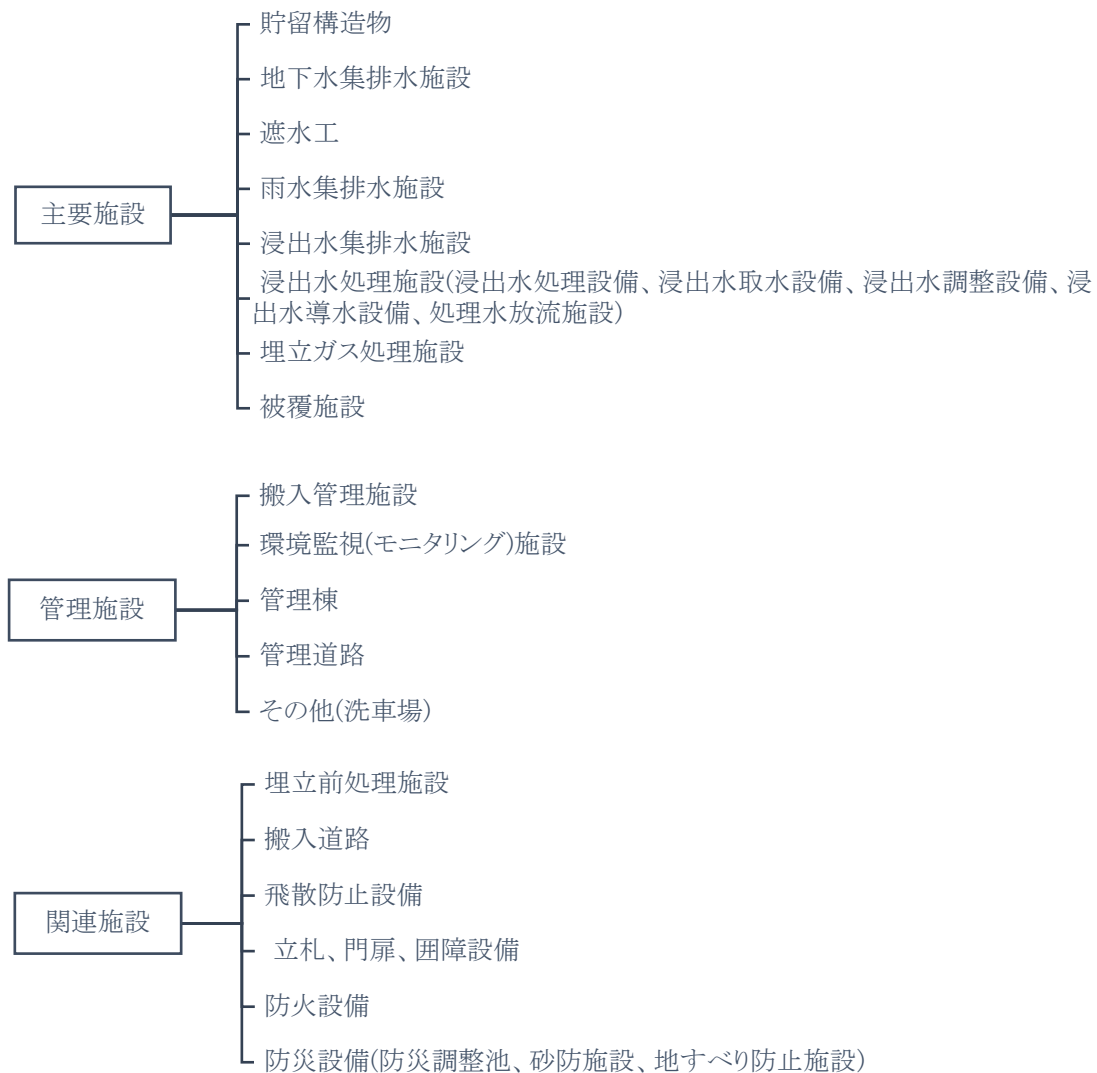 貯留構造物
地下水集排水施設
遮水工
雨水集排水施設
主要施設
浸出水集排水施設
浸出水処理施設(浸出水処理設備、浸出水取水設備、浸出水調整設備、浸
出水導水設備、処理水放流施設)
埋立ガス処理施設
被覆施設
搬入管理施設
環境監視(モニタリング)施設
管理施設
管理棟
管理道路
その他(洗車場)
埋立前処理施設
搬入道路
飛散防止設備
関連施設
立札、門扉、囲障設備
防火設備
防災設備(防災調整池、砂防施設、地すべり防止施設)